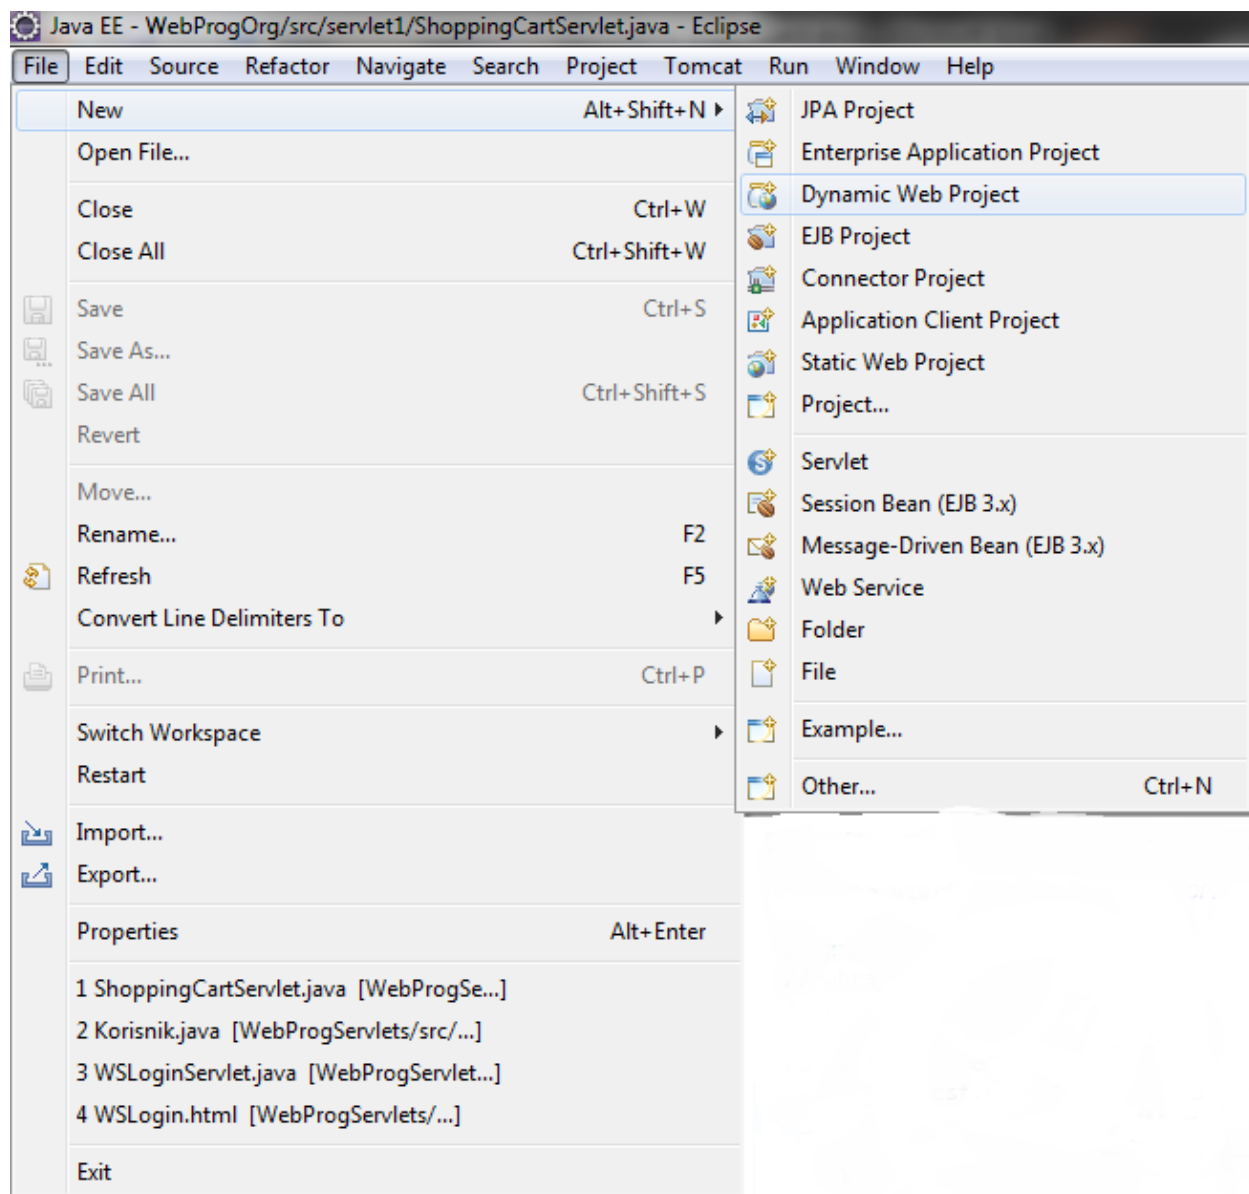 Java EE - WebProgOrg/src/servlet1/ShoppingCartServlet.java - Eclipse
File Edit Source Refactor Navigate Search Project Tomcat Run Window Help
New Alt+Shift+N
Open File...
Close Ctrl+W
Close All Ctrl+Shift+W
Save Ctrl+S
Save As...
Save All Ctrl+Shift+S
Revert
Move...
Rename... F2
Refresh F5
Convert Line Delimiters To
Print... Ctrl+P
Switch Workspace
Restart
Import...
Export...
Properties Alt+Enter
1 ShoppingCartServlet.java [WebProgSe...]
2 Korisnik.java [WebProgServlets/src/...]
3 WSLoginServlet.java [WebProgServlet...]
4 WSLogin.html [WebProgServlets/...]
Exit
JPA Project
Enterprise Application Project
Dynamic Web Project
EJB Project
Connector Project
Application Client Project
Static Web Project
Project...
Servlet
Session Bean (EJB 3.x)
Message-Driven Bean (EJB 3.x)
Web Service
Folder
File
Example...
Other... Ctrl+N